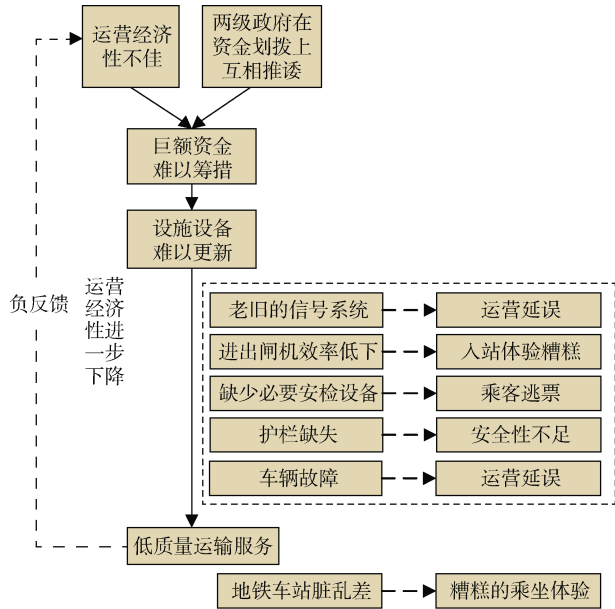 运营经济
性不佳
两级政府在
资金划拨上
互相推诿
巨额资金
难以筹措
设施设备
难以更新
负反馈
运营
经济
性进
一步
下降
老旧的信号系统
运营延误
进出闸机效率低下
入站体验糟糕
缺少必要安检设备
乘客逃票
护栏缺失
安全性不足
车辆故障
运营延误
低质量运输服务
地铁车站脏乱差
糟糕的乘坐体验